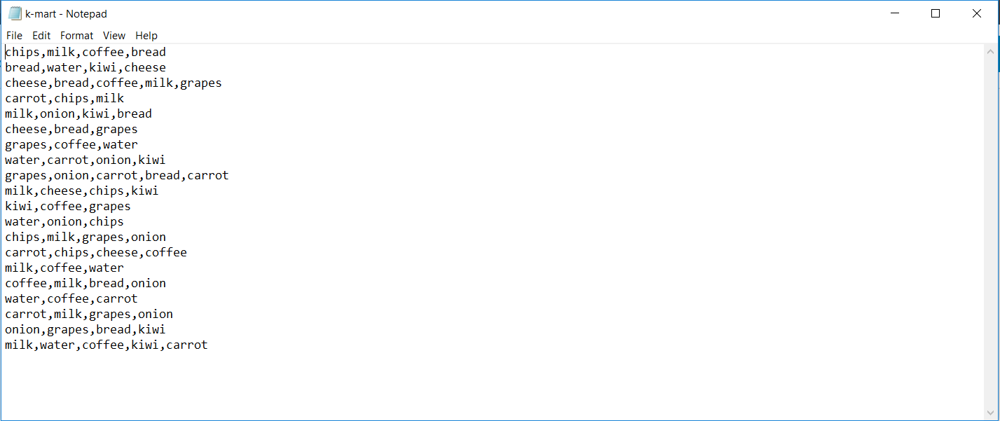 k-mart - Notepad
File Edit Format View Help
chips,milk,coffee,bread
bread,water,kiwi,cheese
cheese,bread,coffee,milk,grapes
carrot,chips,milk
milk,onion,kiwi,bread
cheese,bread,grapes
grapes,coffee,water
water,carrot,onion,kiwi
grapes,onion,carrot,bread,carrot
milk,cheese,chips,kiwi
kiwi,coffee,grapes
water,onion,chips
chips,milk,grapes,onion
carrot,chips,cheese,coffee
milk,coffee,water
coffee,milk,bread,onion
water,coffee,carrot
carrot,milk,grapes,onion
onion,grapes,bread,kiwi
milk,water,coffee,kiwi,carrot